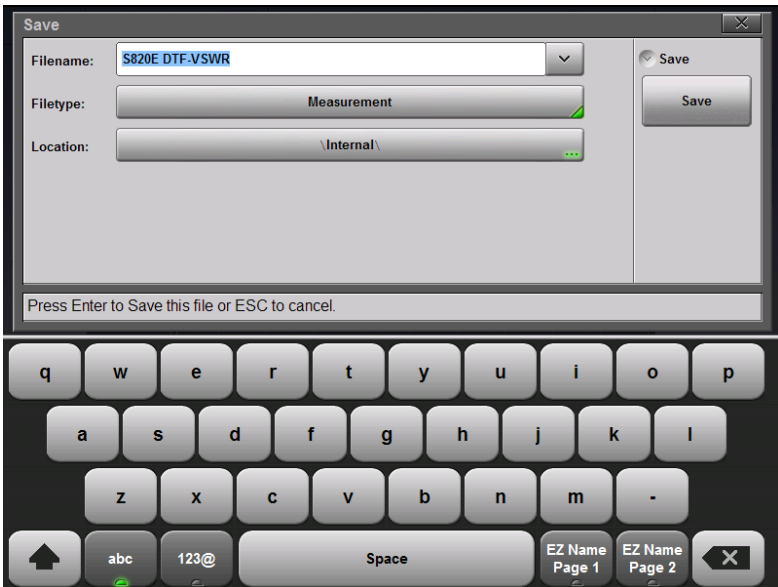 Save
Filename: S820E DTF-VSWR
Save
Filetype: Measurement
Save
Location: \Internal\
...
Press Enter to Save this file or ESC to cancel.
q w e r t y u i o p
a s d f g h j k l
z x c v b n m -
abc 123@ Space EZ Name Page 1 EZ Name Page 2